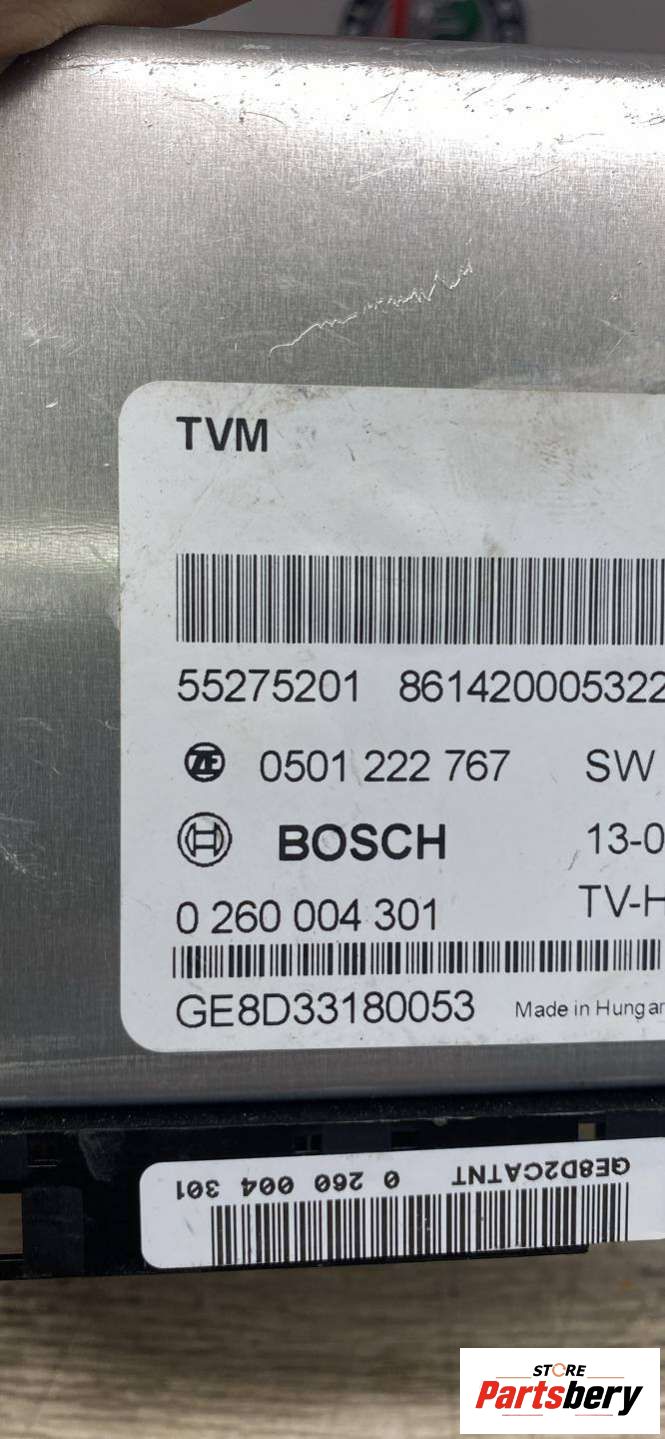 TVM
55275201 861420005322
ZF 0501 222 767 SW
BOSCH 13-0
0 260 004 301 TV-H
GE8D33180053 Made in Hungar
0 260 004 301 GE8D2CATNT
STORE
Partsbery